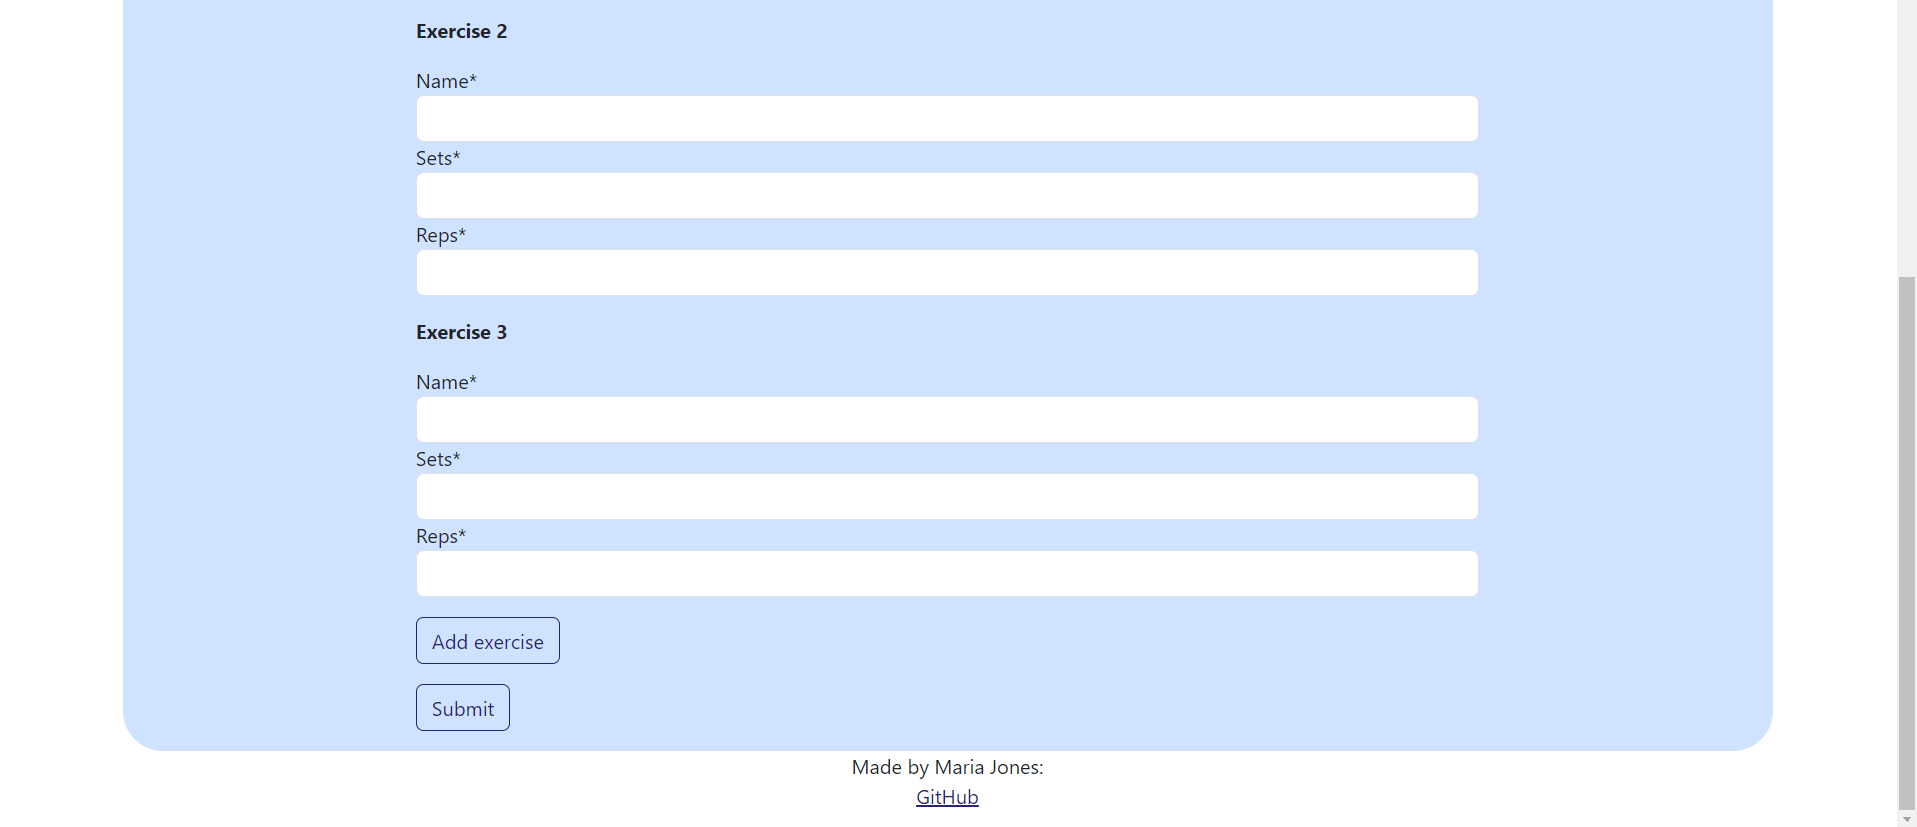 Exercise 2
Name*
Sets*
Reps*
Exercise 3
Name*
Sets*
Reps*
Add exercise
Submit
Made by Maria Jones:
GitHub